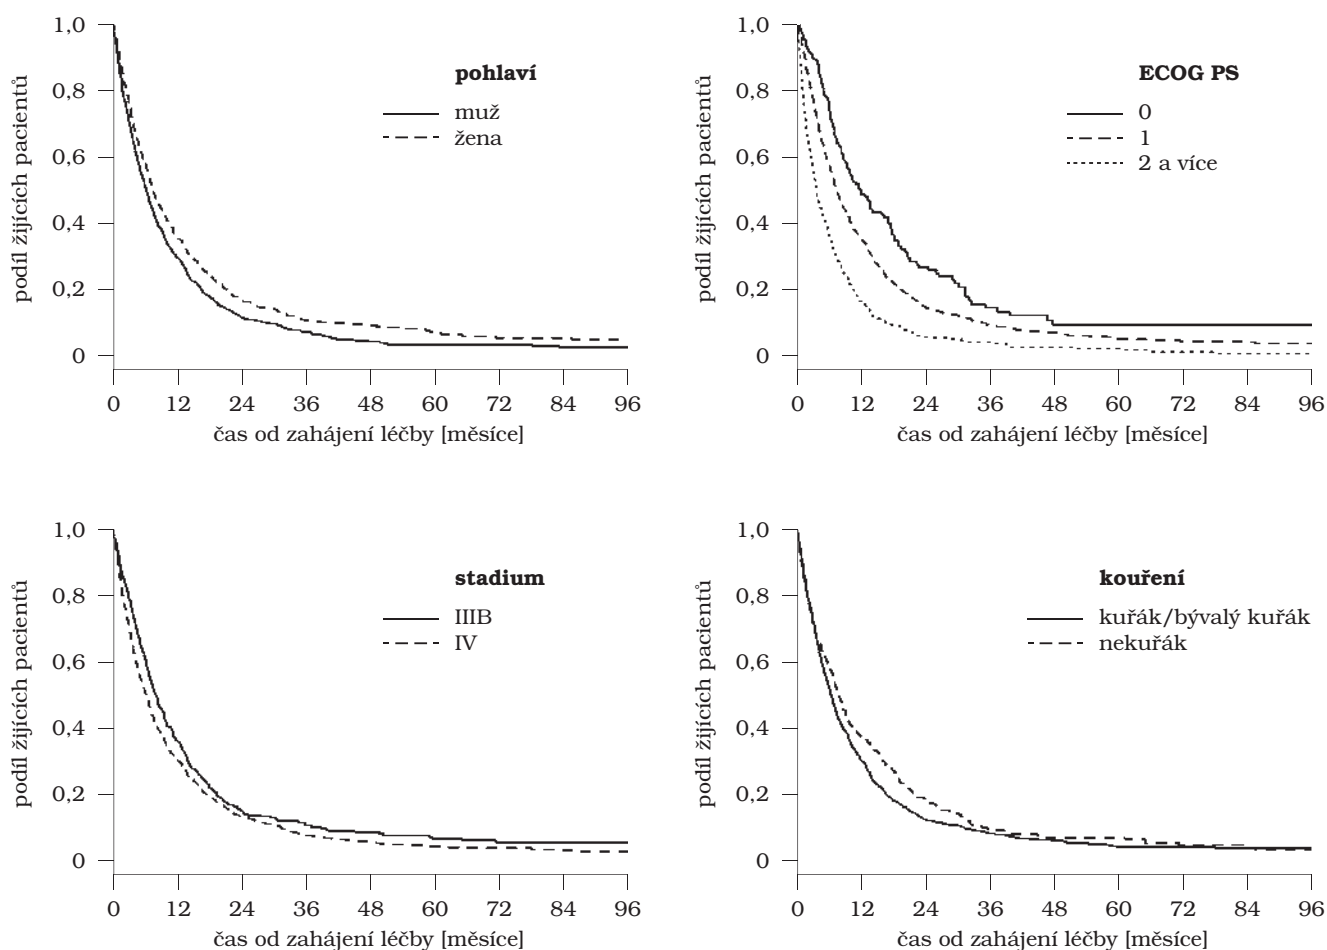 pohlaví
muž
žena
podíl žijících pacientů
1,0
0,8
0,6
0,4
0,2
0
0 12 24 36 48 60 72 84 96
čas od zahájení léčby [měsíce]
ECOG PS
0
1
2 a více
podíl žijících pacientů
1,0
0,8
0,6
0,4
0,2
0
0 12 24 36 48 60 72 84 96
čas od zahájení léčby [měsíce]
stadium
IIIB
IV
podíl žijících pacientů
1,0
0,8
0,6
0,4
0,2
0
0 12 24 36 48 60 72 84 96
čas od zahájení léčby [měsíce]
kouření
kuřák/bývalý kuřák
nekuřák
podíl žijících pacientů
1,0
0,8
0,6
0,4
0,2
0
0 12 24 36 48 60 72 84 96
čas od zahájení léčby [měsíce]